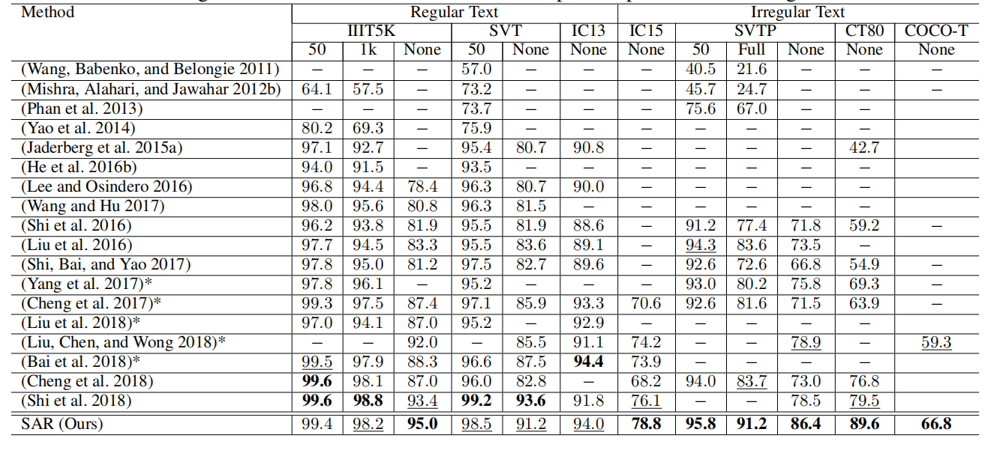 Method Regular Text Irregular Text
IIIT5K SVT IC13 IC15 SVTP CT80 COCO-T
50 1k None 50 None None None 50 Full None None None
(Wang, Babenko, and Belongie 2011) − − − 57.0 − − − 40.5 21.6 − − −
(Mishra, Alahari, and Jawahar 2012b) 64.1 57.5 − 73.2 − − − 45.7 24.7 − − −
(Phan et al. 2013) − − − 73.7 − − − 75.6 67.0 − −
(Yao et al. 2014) 80.2 69.3 − 75.9 − − − − − − −
(Jaderberg et al. 2015a) 97.1 92.7 − 95.4 80.7 90.8 − − − − 42.7
(He et al. 2016b) 94.0 91.5 − 93.5 − − − − − − −
(Lee and Osindero 2016) 96.8 94.4 78.4 96.3 80.7 90.0 − − − − −
(Wang and Hu 2017) 98.0 95.6 80.8 96.3 81.5 − − − − − −
(Shi et al. 2016) 96.2 93.8 81.9 95.5 81.9 88.6 − 91.2 77.4 71.8 59.2 −
(Liu et al. 2016) 97.7 94.5 83.3 95.5 83.6 89.1 − 94.3 83.6 73.5 −
(Shi, Bai, and Yao 2017) 97.8 95.0 81.2 97.5 82.7 89.6 − 92.6 72.6 66.8 54.9 −
(Yang et al. 2017)* 97.8 96.1 − 95.2 − − − 93.0 80.2 75.8 69.3 −
(Cheng et al. 2017)* 99.3 97.5 87.4 97.1 85.9 93.3 70.6 92.6 81.6 71.5 63.9 −
(Liu et al. 2018)* 97.0 94.1 87.0 95.2 − 92.9 − − − −
(Liu, Chen, and Wong 2018)* − − 92.0 − 85.5 91.1 74.2 − − 78.9 − 59.3
(Bai et al. 2018)* 99.5 97.9 88.3 96.6 87.5 94.4 73.9 − − − −
(Cheng et al. 2018) 99.6 98.1 87.0 96.0 82.8 − 68.2 94.0 83.7 73.0 76.8
(Shi et al. 2018) 99.6 98.8 93.4 99.2 93.6 91.8 76.1 − − 78.5 79.5
SAR (Ours) 99.4 98.2 95.0 98.5 91.2 94.0 78.8 95.8 91.2 86.4 89.6 66.8